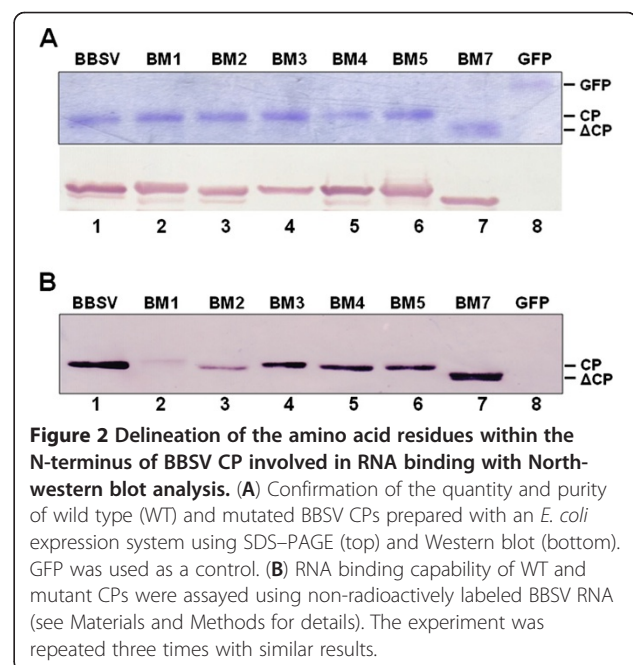 A
BBSV BM1 BM2 BM3 BM4 BM5 BM7 GFP
GFP
CP
ΔCP
1 2 3 4 5 6 7 8
B
BBSV BM1 BM2 BM3 BM4 BM5 BM7 GFP
CP
ΔCP
1 2 3 4 5 6 7 8
Figure 2 Delineation of the amino acid residues within the
N-terminus of BBSV CP involved in RNA binding with North-
western blot analysis. (A) Confirmation of the quantity and purity
of wild type (WT) and mutated BBSV CPs prepared with an E. coli
expression system using SDS–PAGE (top) and Western blot (bottom).
GFP was used as a control. (B) RNA binding capability of WT and
mutant CPs were assayed using non-radioactively labeled BBSV RNA
(see Materials and Methods for details). The experiment was
repeated three times with similar results.